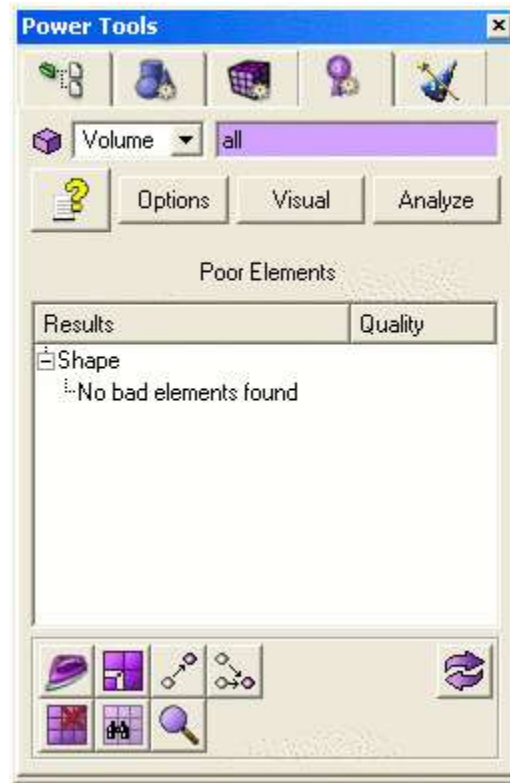 Power Tools
Volume all
Options Visual Analyze
Poor Elements
Results Quality
Shape
No bad elements found